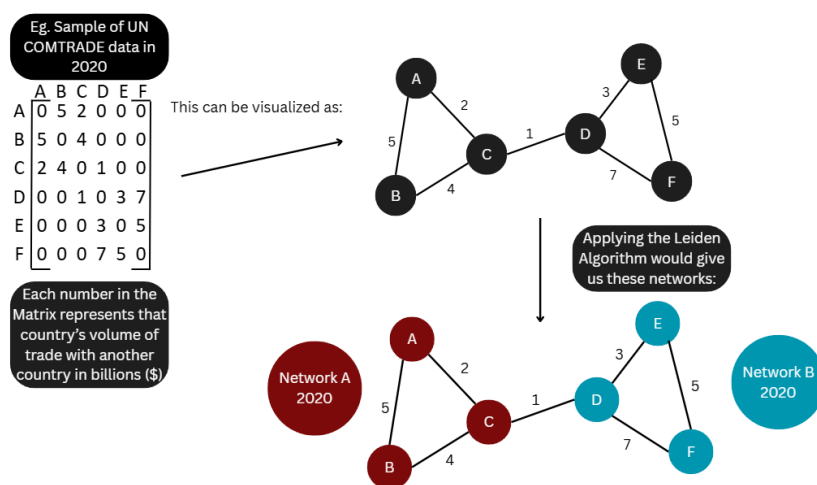 Eg. Sample of UN
COMTRADE data in
2020
A B C D E F
A 0 5 2 0 0 0
B 5 0 4 0 0 0
C 2 4 0 1 0 0
D 0 0 1 0 3 7
E 0 0 0 3 0 5
F 0 0 0 7 5 0
Each number in the
Matrix represents that
country's volume of
trade with another
country in billions ($)
This can be visualized as:
A
B
C
D
E
F
5
2
4
1
3
5
7
Applying the Leiden
Algorithm would give
us these networks:
Network A
2020
A
B
C
D
E
F
5
2
4
1
3
5
7
Network B
2020